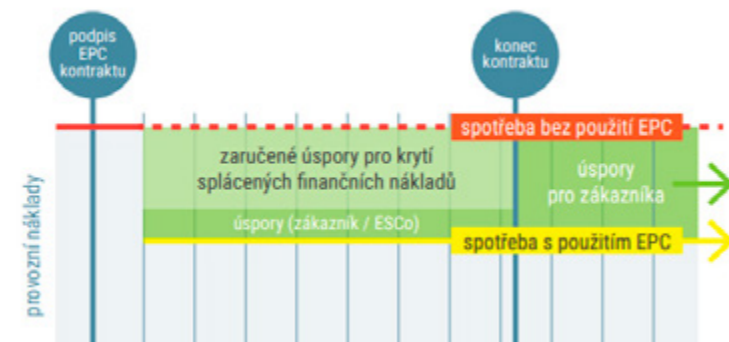 podpis
EPC
kontraktu
konec
kontraktu
spotřeba bez použití EPC
zaručené úspory pro krytí
splácených finančních nákladů
úspory
pro zákazníka
úspory (zákazník / ESCo)
spotřeba s použitím EPC
provozní náklady